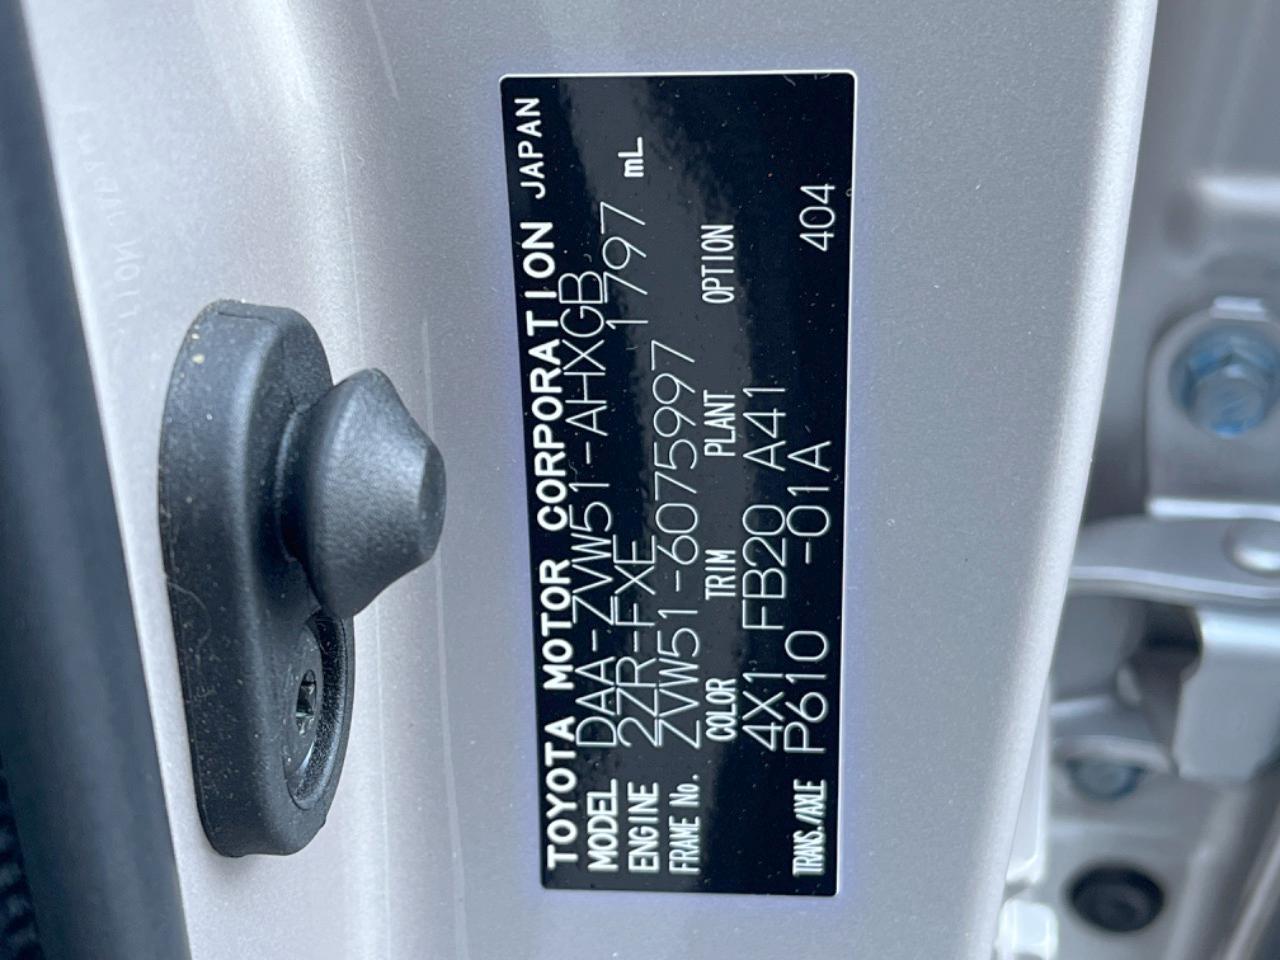 TOYOTA MOTOR CORPORATION JAPAN
MODEL DAA-ZVW51-AHXGB
ENGINE 2ZR-FXE 1797 mL
FRAME No. ZVW51-6075997
COLOR TRIM PLANT OPTION
4X1 FB20 A41
TRANS./AXLE P610 -01A 404